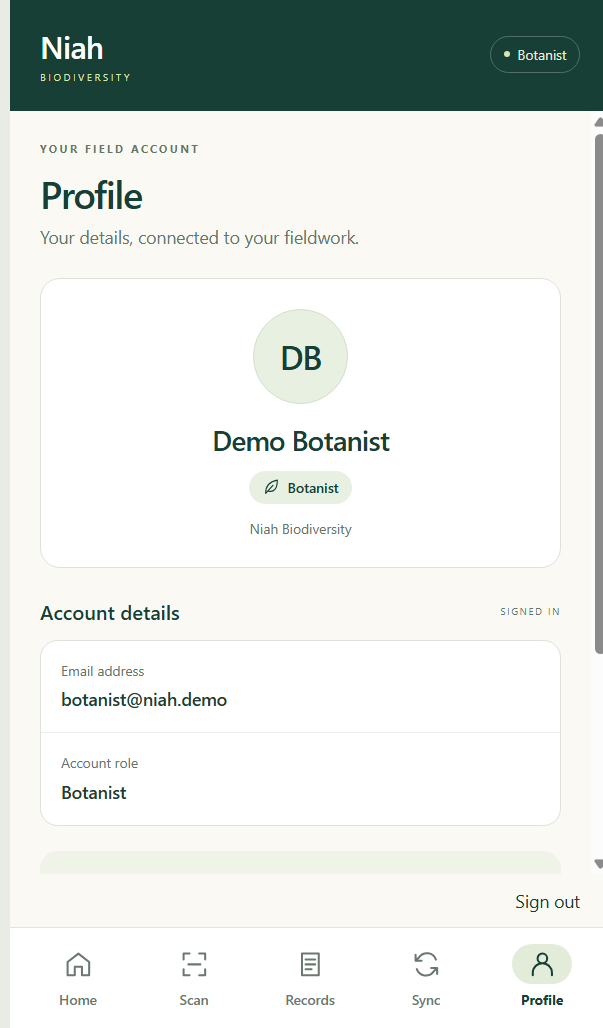 Niah
BIODIVERSITY
Botanist
YOUR FIELD ACCOUNT
Profile
Your details, connected to your fieldwork.
DB
Demo Botanist
Botanist
Niah Biodiversity
Account details
SIGNED IN
Email address
botanist@niah.demo
Account role
Botanist
Sign out
Home
Scan
Records
Sync
Profile